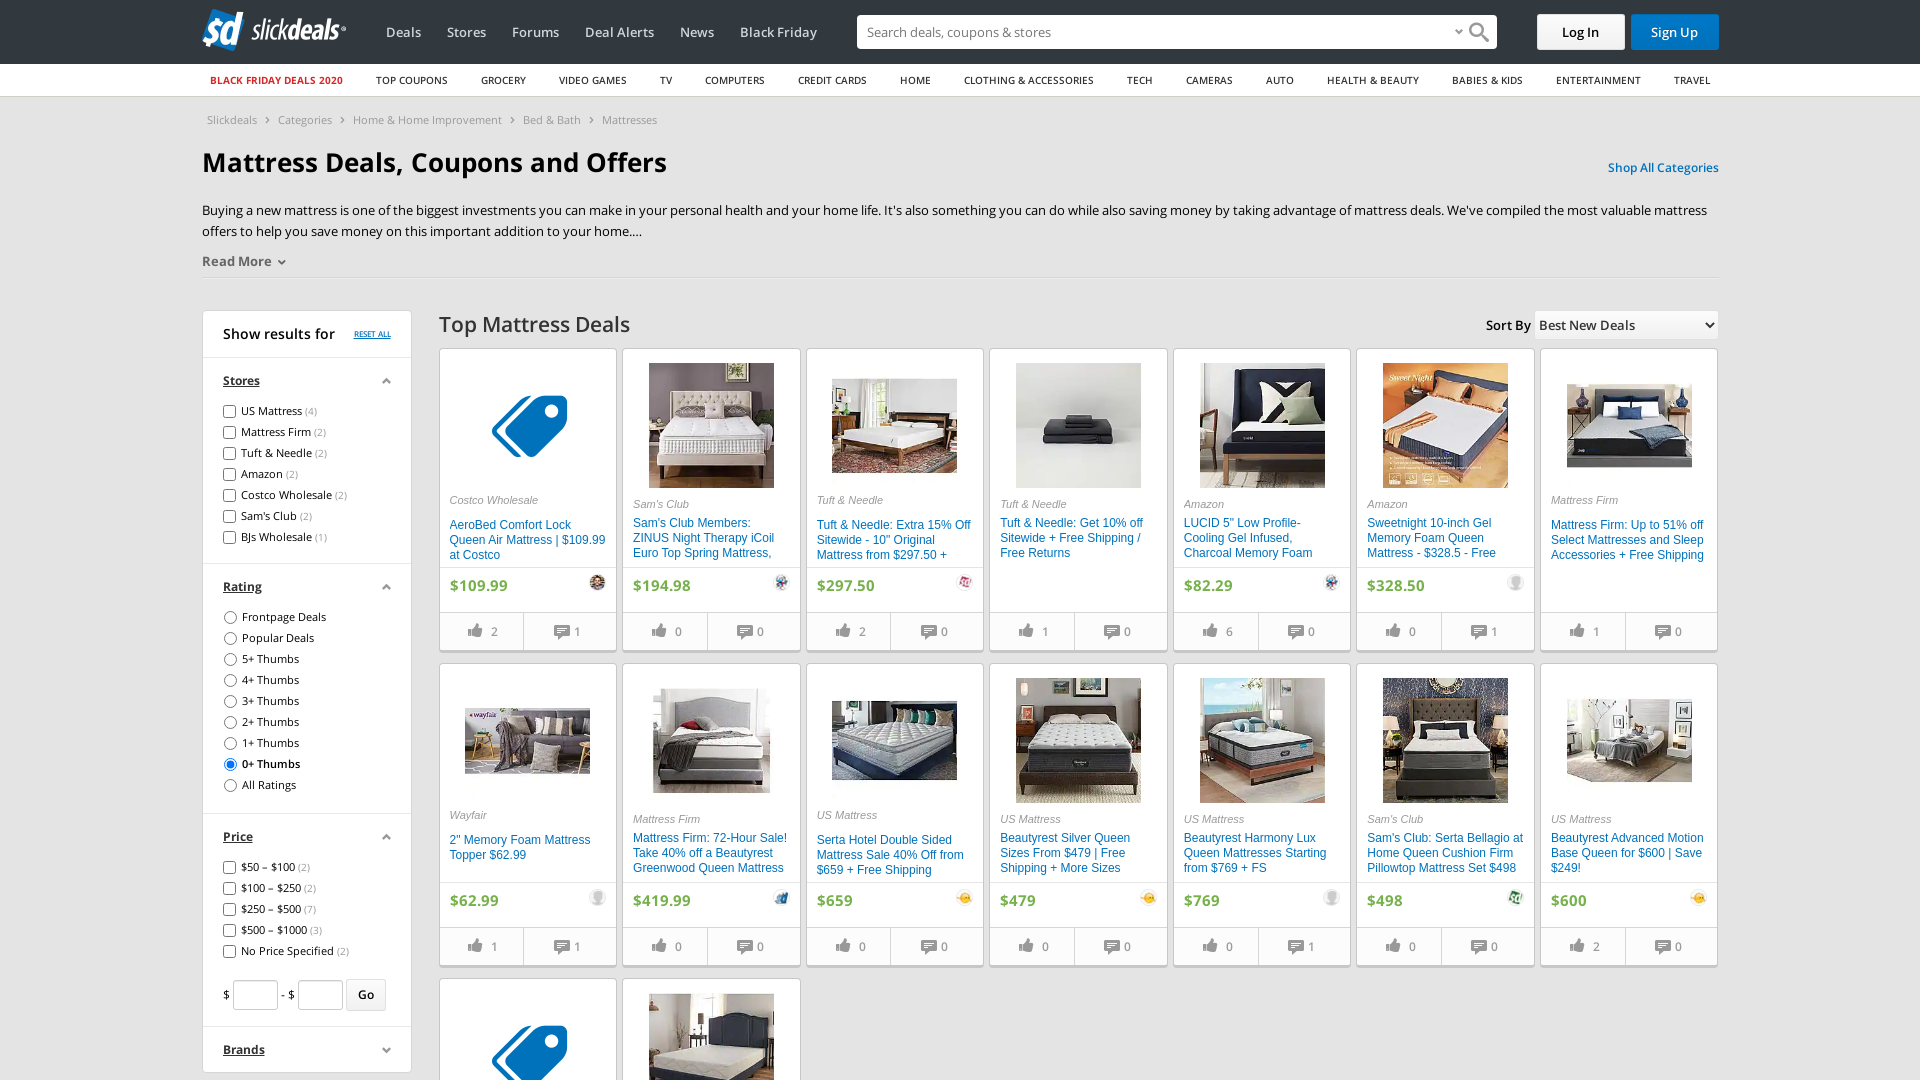 slickdeals
Deals
Stores
Forums
Deal Alerts
News
Black Friday
Search deals, coupons & stores
Log In
Sign Up
BLACK FRIDAY DEALS 2020
TOP COUPONS
GROCERY
VIDEO GAMES
TV
COMPUTERS
CREDIT CARDS
HOME
CLOTHING & ACCESSORIES
TECH
CAMERAS
AUTO
HEALTH & BEAUTY
BABIES & KIDS
ENTERTAINMENT
TRAVEL
Slickdeals > Categories > Home & Home Improvement > Bed & Bath > Mattresses
Mattress Deals, Coupons and Offers
Shop All Categories
Buying a new mattress is one of the biggest investments you can make in your personal health and your home life. It's also something you can do while also saving money by taking advantage of mattress deals. We've compiled the most valuable mattress
offers to help you save money on this important addition to your home....
Read More
Show results for
RESET ALL
Stores
US Mattress (4)
Mattress Firm (2)
Tuft & Needle (2)
Amazon (2)
Costco Wholesale (2)
Sam's Club (2)
BJs Wholesale (1)
Rating
Frontpage Deals
Popular Deals
5+ Thumbs
4+ Thumbs
3+ Thumbs
2+ Thumbs
1+ Thumbs
0+ Thumbs
All Ratings
Price
$50 – $100 (2)
$100 – $250 (2)
$250 – $500 (7)
$500 – $1000 (3)
No Price Specified (2)
$ - $ Go
Brands
Top Mattress Deals
Sort By Best New Deals
Costco Wholesale
AeroBed Comfort Lock
Queen Air Mattress | $109.99
at Costco
$109.99
2
1
Sam's Club
Sam's Club Members:
ZINUS Night Therapy iCoil
Euro Top Spring Mattress,
$194.98
0
0
Tuft & Needle
Tuft & Needle: Extra 15% Off
Sitewide - 10" Original
Mattress from $297.50 +
$297.50
2
0
Tuft & Needle
Tuft & Needle: Get 10% off
Sitewide + Free Shipping /
Free Returns
1
0
Amazon
LUCID 5" Low Profile-
Cooling Gel Infused,
Charcoal Memory Foam
$82.29
6
0
Sweet Night
Amazon
Sweetnight 10-inch Gel
Memory Foam Queen
Mattress - $328.5 - Free
$328.50
0
1
Mattress Firm
Mattress Firm: Up to 51% off
Select Mattresses and Sleep
Accessories + Free Shipping
1
0
wayfair
Wayfair
2" Memory Foam Mattress
Topper $62.99
$62.99
1
1
Mattress Firm
Mattress Firm: 72-Hour Sale!
Take 40% off a Beautyrest
Greenwood Queen Mattress
$419.99
0
0
US Mattress
Serta Hotel Double Sided
Mattress Sale 40% Off from
$659 + Free Shipping
$659
0
0
US Mattress
Beautyrest Silver Queen
Sizes From $479 | Free
Shipping + More Sizes
$479
0
0
US Mattress
Beautyrest Harmony Lux
Queen Mattresses Starting
from $769 + FS
$769
0
1
Sam's Club
Sam's Club: Serta Bellagio at
Home Queen Cushion Firm
Pillowtop Mattress Set $498
$498
0
0
US Mattress
Beautyrest Advanced Motion
Base Queen for $600 | Save
$249!
$600
2
0